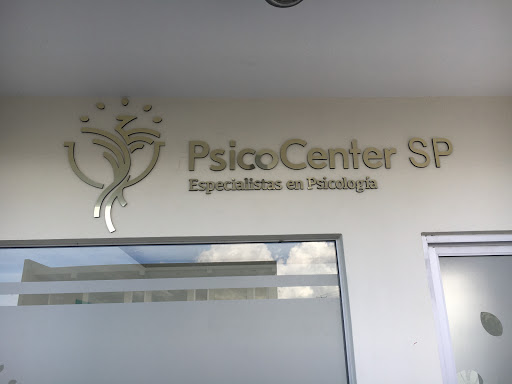 PsicoCenter SP
Especialistas en Psicología